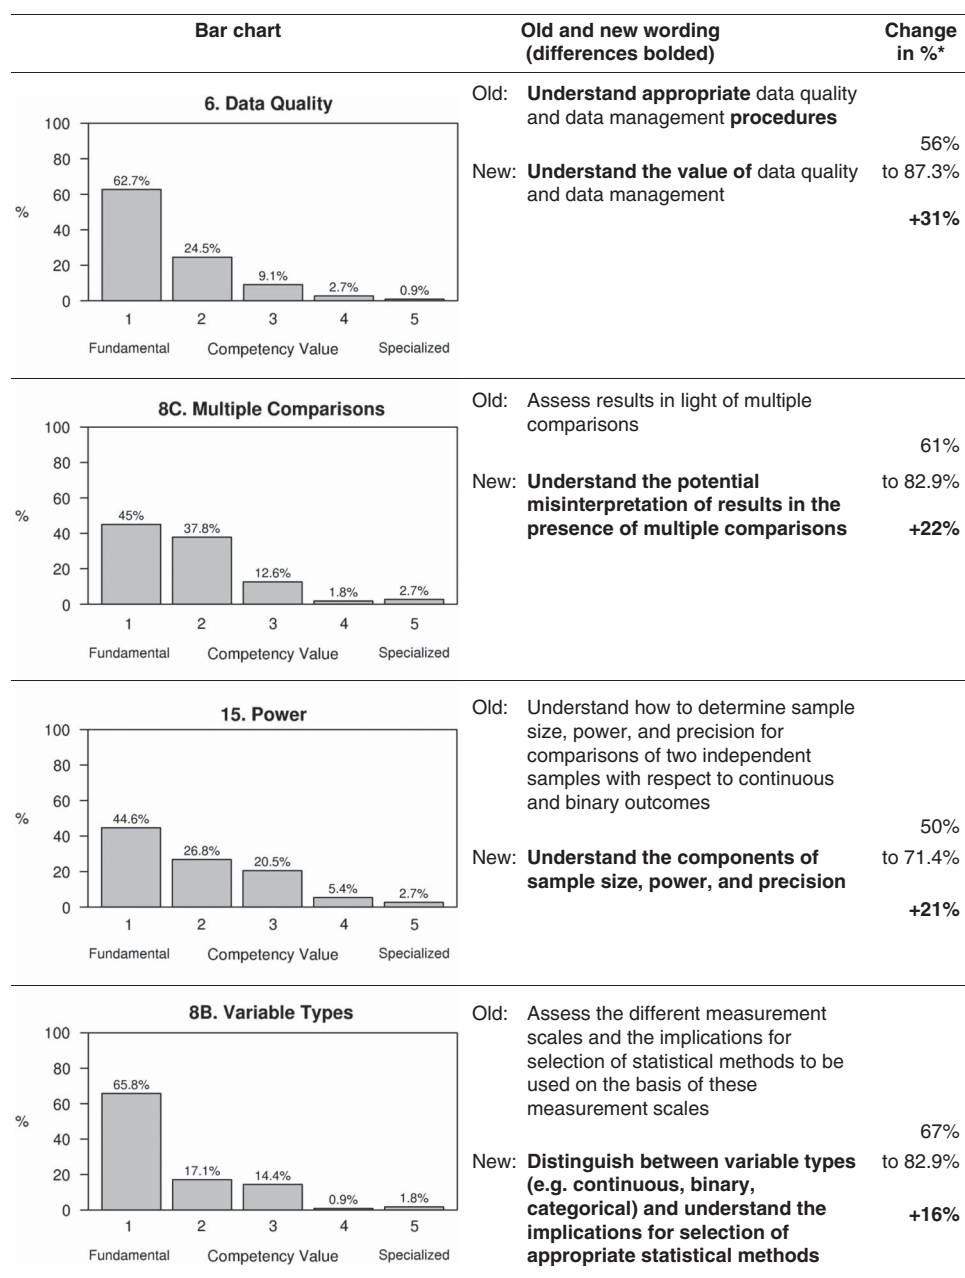 Bar chart
Old and new wording
(differences bolded)
Change
in %*
6. Data Quality
100
80
60
40
20
0
%
62.7%
24.5%
9.1%
2.7%
0.9%
1 2 3 4 5
Fundamental Competency Value Specialized
Old: Understand appropriate data quality
and data management procedures
New: Understand the value of data quality
and data management
56%
to 87.3%
+31%
8C. Multiple Comparisons
100
80
60
40
20
0
%
45%
37.8%
12.6%
1.8%
2.7%
1 2 3 4 5
Fundamental Competency Value Specialized
Old: Assess results in light of multiple
comparisons
New: Understand the potential
misinterpretation of results in the
presence of multiple comparisons
61%
to 82.9%
+22%
15. Power
100
80
60
40
20
0
%
44.6%
26.8%
20.5%
5.4%
2.7%
1 2 3 4 5
Fundamental Competency Value Specialized
Old: Understand how to determine sample
size, power, and precision for
comparisons of two independent
samples with respect to continuous
and binary outcomes
New: Understand the components of
sample size, power, and precision
50%
to 71.4%
+21%
8B. Variable Types
100
80
60
40
20
0
%
65.8%
17.1%
14.4%
0.9%
1.8%
1 2 3 4 5
Fundamental Competency Value Specialized
Old: Assess the different measurement
scales and the implications for
selection of statistical methods to be
used on the basis of these
measurement scales
New: Distinguish between variable types
(e.g. continuous, binary,
categorical) and understand the
implications for selection of
appropriate statistical methods
67%
to 82.9%
+16%